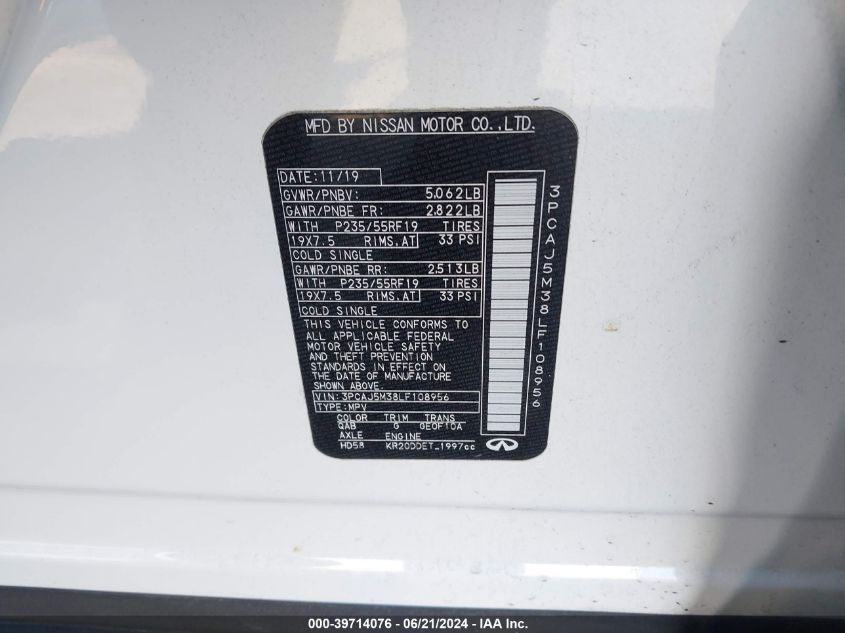 MFD BY NISSAN MOTOR CO.,LTD.
DATE:11/19
GVWR/PNBV: 5.062LB
GAWR/PNBE FR: 2.822LB
WITH P235/55RF19 TIRES
19X7.5 RIMS.AT 33 PSI
COLD SINGLE
GAWR/PNBE RR: 2.513LB
WITH P235/55RF19 TIRES
19X7.5 RIMS.AT 33 PSI
COLD SINGLE
THIS VEHICLE CONFORMS TO
ALL APPLICABLE FEDERAL
MOTOR VEHICLE SAFETY
AND THEFT PREVENTION
STANDARDS IN EFFECT ON
THE DATE OF MANUFACTURE
SHOWN ABOVE.
VIN: 3PCAJ5M38LF108956
TYPE:MPV
COLOR TRIM TRANS
QAB G GE0F10A
AXLE ENGINE
HD58 KR20DDET_1997cc
3PCAJ5M38LF108956
000-39714076 / 06/21/2024 - IAA Inc.